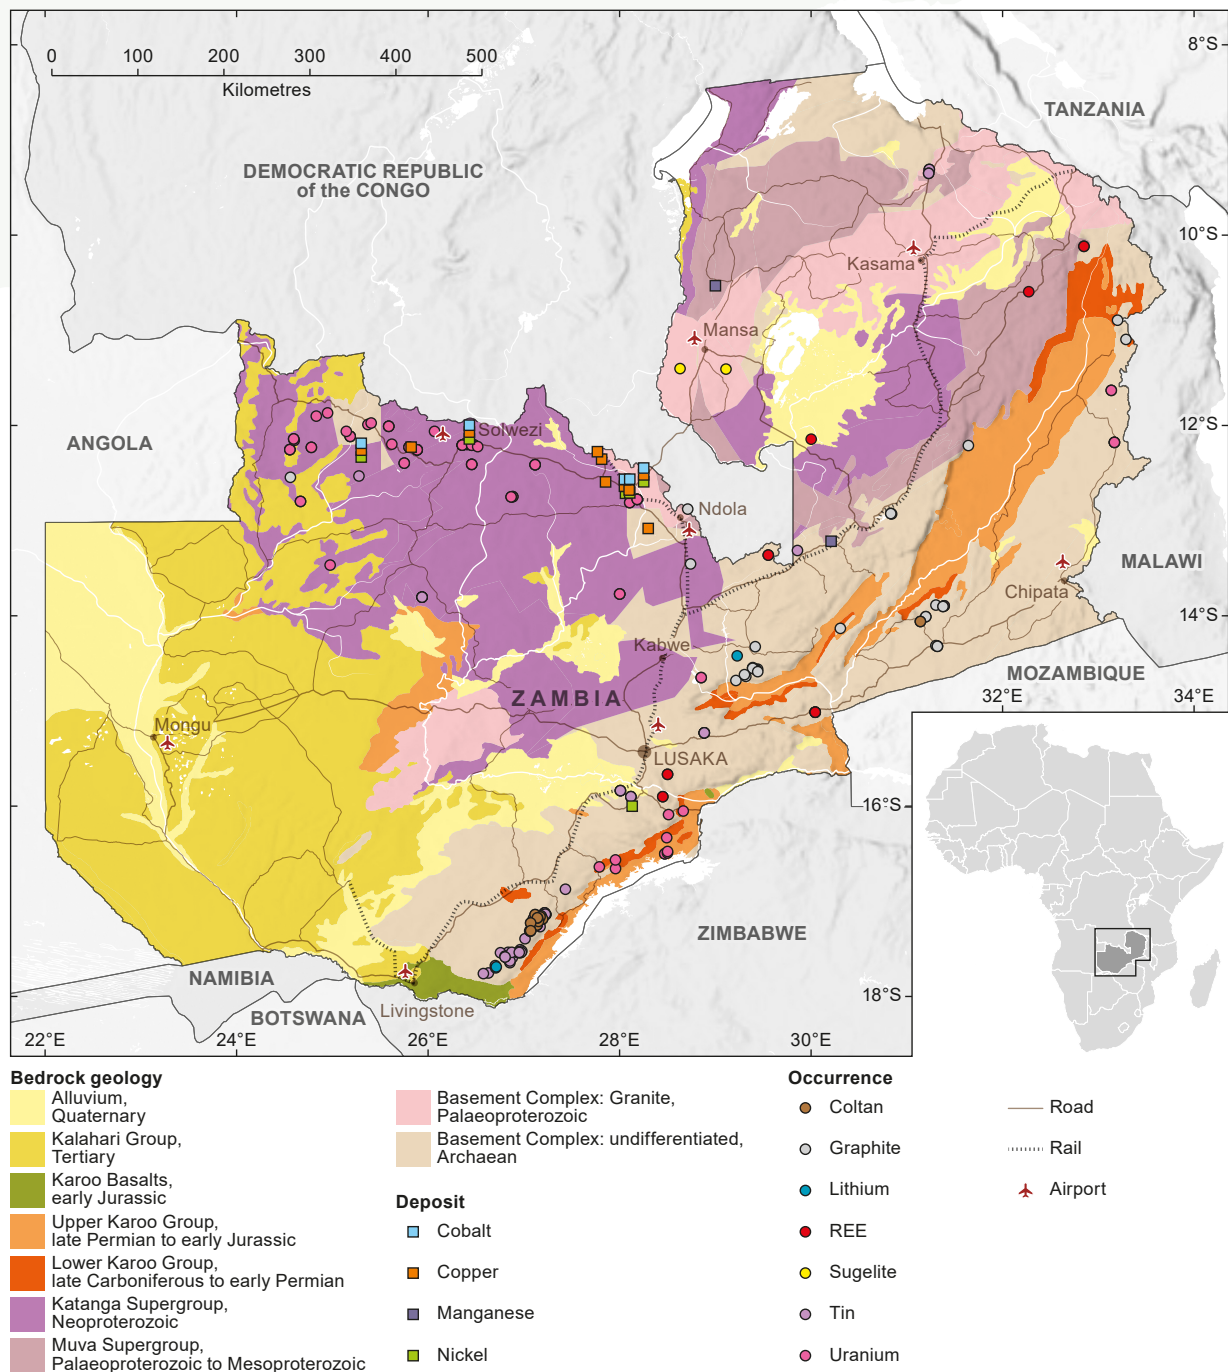 0 100 200 300 400 500
Kilometres
8°S
TANZANIA
DEMOCRATIC REPUBLIC
of the CONGO
10°S
Kasama
Mansa
12°S
ANGOLA
Solwezi
Ndola
MALAWI
Chipata
14°S
Kabwe
MOZAMBIQUE
ZAMBIA
32°E
34°E
Mongu
LUSAKA
16°S
ZIMBABWE
NAMIBIA
18°S
Livingstone
BOTSWANA
22°E
24°E
26°E
28°E
30°E
Bedrock geology
Alluvium,
Quaternary
Kalahari Group,
Tertiary
Karoo Basalts,
early Jurassic
Upper Karoo Group,
late Permian to early Jurassic
Lower Karoo Group,
late Carboniferous to early Permian
Katanga Supergroup,
Neoproterozoic
Muva Supergroup,
Palaeoproterozoic to Mesoproterozoic
Basement Complex: Granite,
Palaeoproterozoic
Basement Complex: undifferentiated,
Archaean
Deposit
Cobalt
Copper
Manganese
Nickel
Occurrence
Coltan
Graphite
Lithium
REE
Sugelite
Tin
Uranium
Road
Rail
Airport